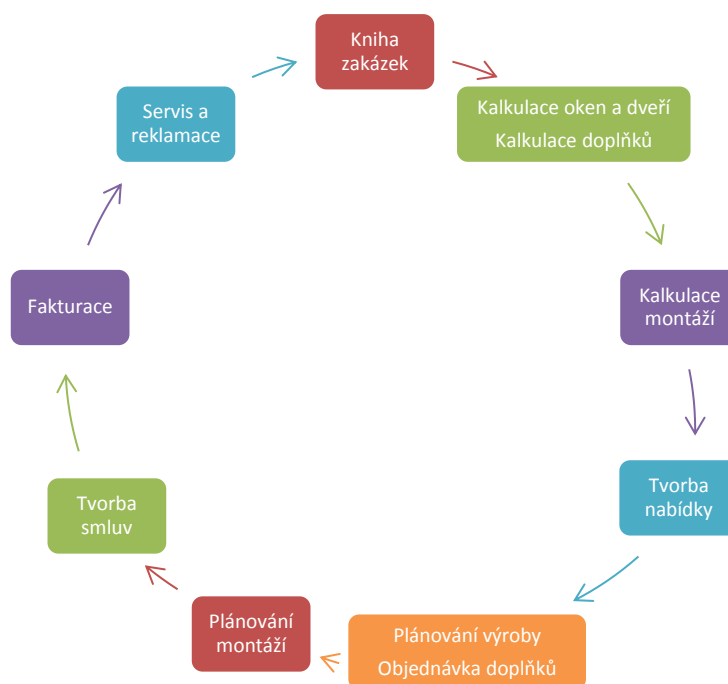 Kniha
zakázek
Kalkulace oken a dveří
Kalkulace doplňků
Kalkulace
montáží
Tvorba
nabídky
Plánování výroby
Objednávka doplňků
Plánování
montáží
Tvorba
smluv
Fakturace
Servis a
reklamace